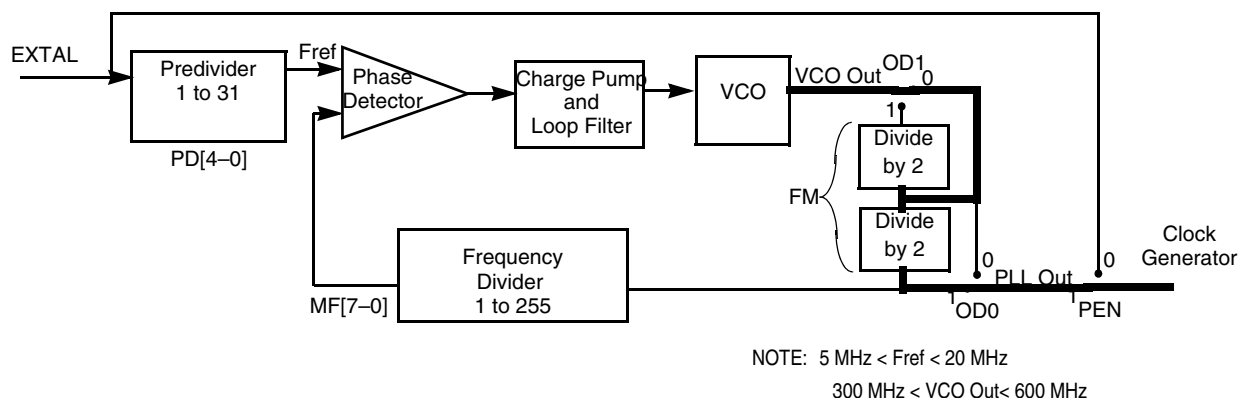 EXTAL
Predivider
1 to 31
PD[4–0]
Fref
Phase
Detector
Charge Pump
and
Loop Filter
VCO
VCO Out
OD1
0
1
Divide
by 2
FM
Divide
by 2
Frequency
Divider
1 to 255
MF[7–0]
0
PLL Out
0
Clock
Generator
1
OD0
1
PEN
NOTE: 5 MHz < Fref < 20 MHz
300 MHz < VCO Out< 600 MHz